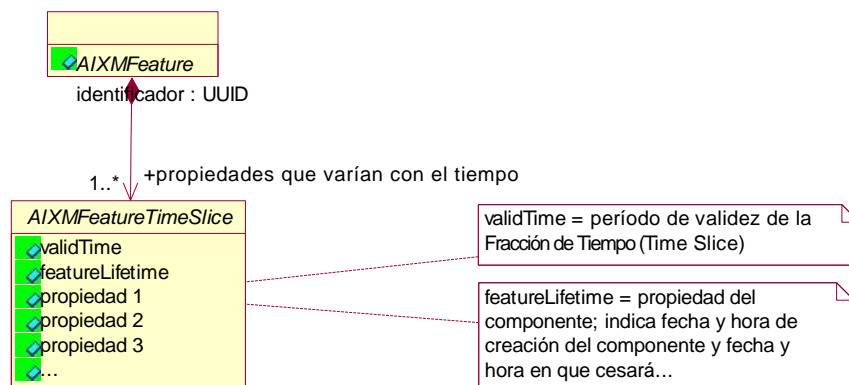 AIXMFeature
identificador : UUID
1..*
+propiedades que varían con el tiempo
AIXMFeatureTimeSlice
validTime
featureLifetime
propiedad 1
propiedad 2
propiedad 3
...
validTime = período de validez de la
Fracción de Tiempo (Time Slice)
featureLifetime = propiedad del
componente; indica fecha y hora de
creación del componente y fecha y
hora en que cesará...